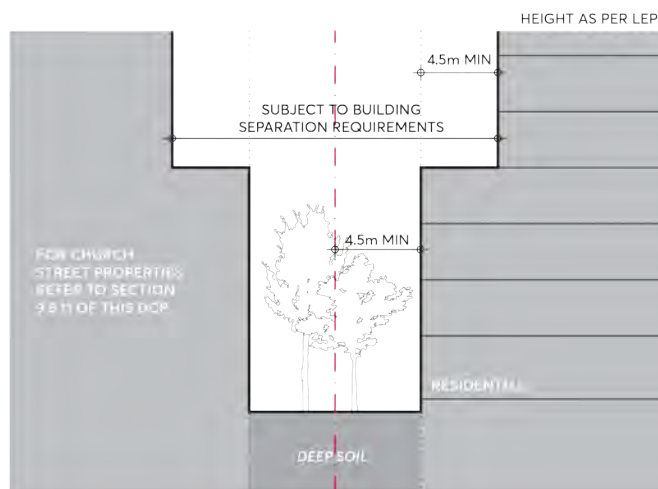 HEIGHT AS PER LEP
4.5m MIN
SUBJECT TO BUILDING
SEPARATION REQUIREMENTS
4.5m MIN
FOR CHURCH
STREET PROPERTIES
REFER TO SECTION
OF THIS DCP
RESIDENTIAL
DEEP SOIL